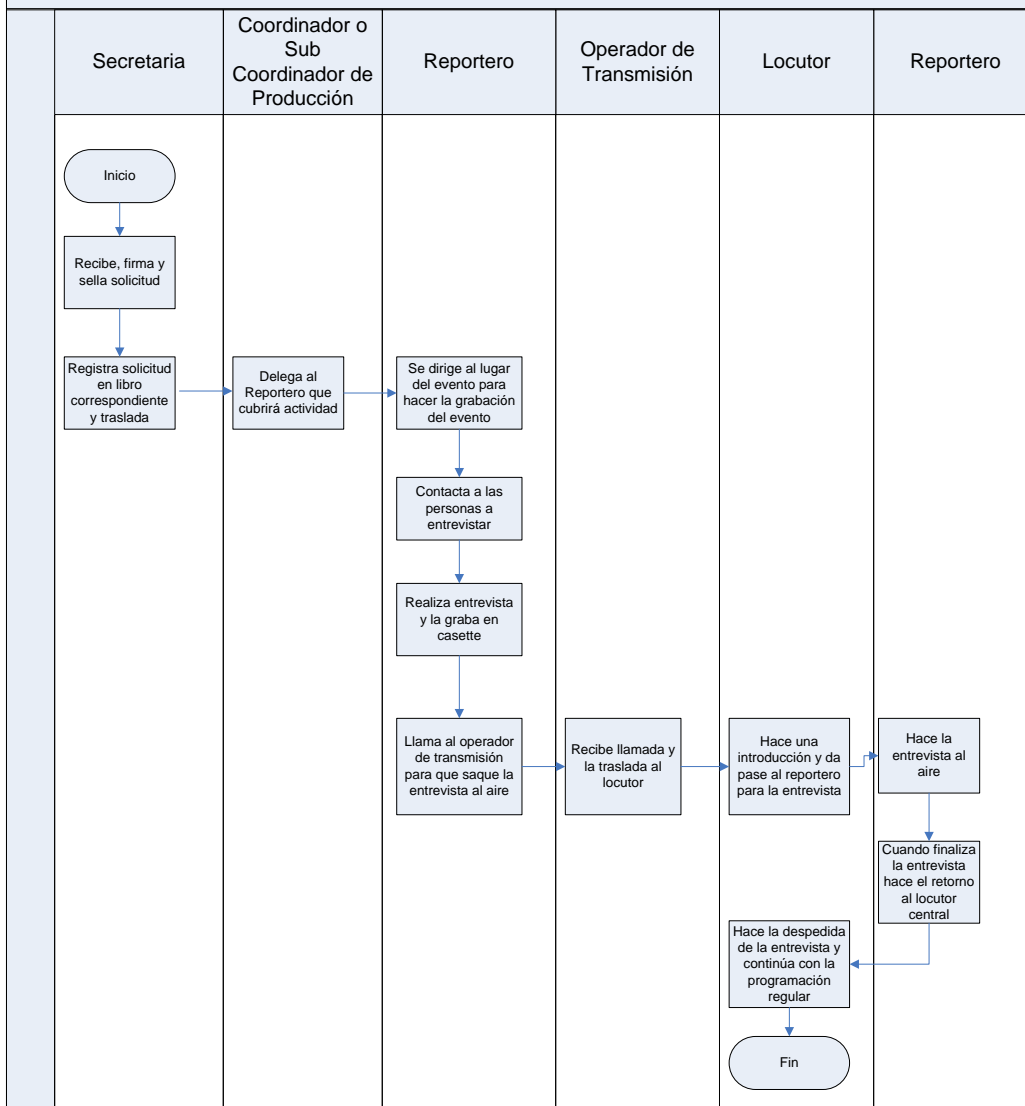 Secretaria
Coordinador o
Sub
Coordinador de
Producción
Reportero
Operador de
Transmisión
Locutor
Reportero
Inicio
Recibe, firma y
sella solicitud
Registra solicitud
en libro
correspondiente
y traslada
Delega al
Reportero que
cubrirá actividad
Se dirige al lugar
del evento para
hacer la grabación
del evento
Contacta a las
personas a
entrevistar
Realiza entrevista
y la graba en
casette
Llama al operador
de transmisión
para que saque la
entrevista al aire
Recibe llamada y
la traslada al
locutor
Hace una
introducción y da
pase al reportero
para la entrevista
Hace la
entrevista al
aire
Cuando finaliza
la entrevista
hace el retorno
al locutor
central
Hace la despedida
de la entrevista y
continúa con la
programación
regular
Fin